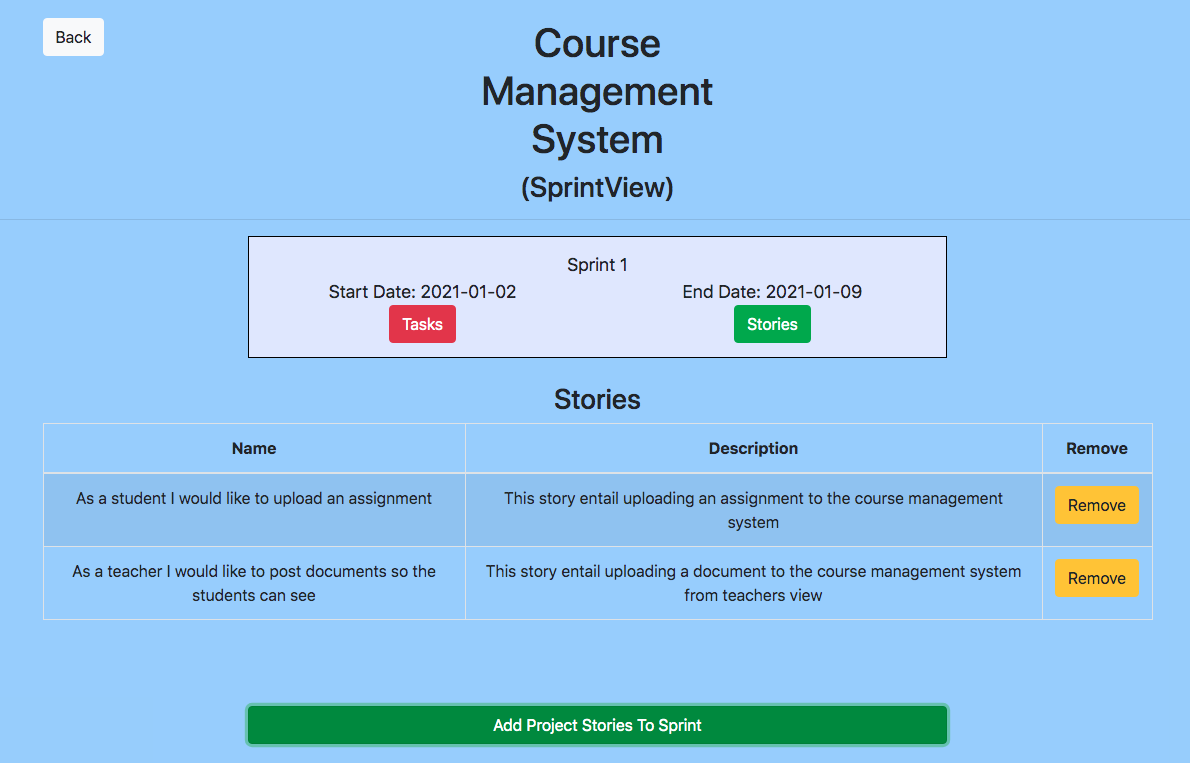 Back
Course
Management
System
(SprintView)
Sprint 1
Start Date: 2021-01-02
End Date: 2021-01-09
Tasks
Stories
Stories
Name
Description
Remove
As a student I would like to upload an assignment
This story entail uploading an assignment to the course management
system
Remove
As a teacher I would like to post documents so the
students can see
This story entail uploading a document to the course management system
from teachers view
Remove
Add Project Stories To Sprint